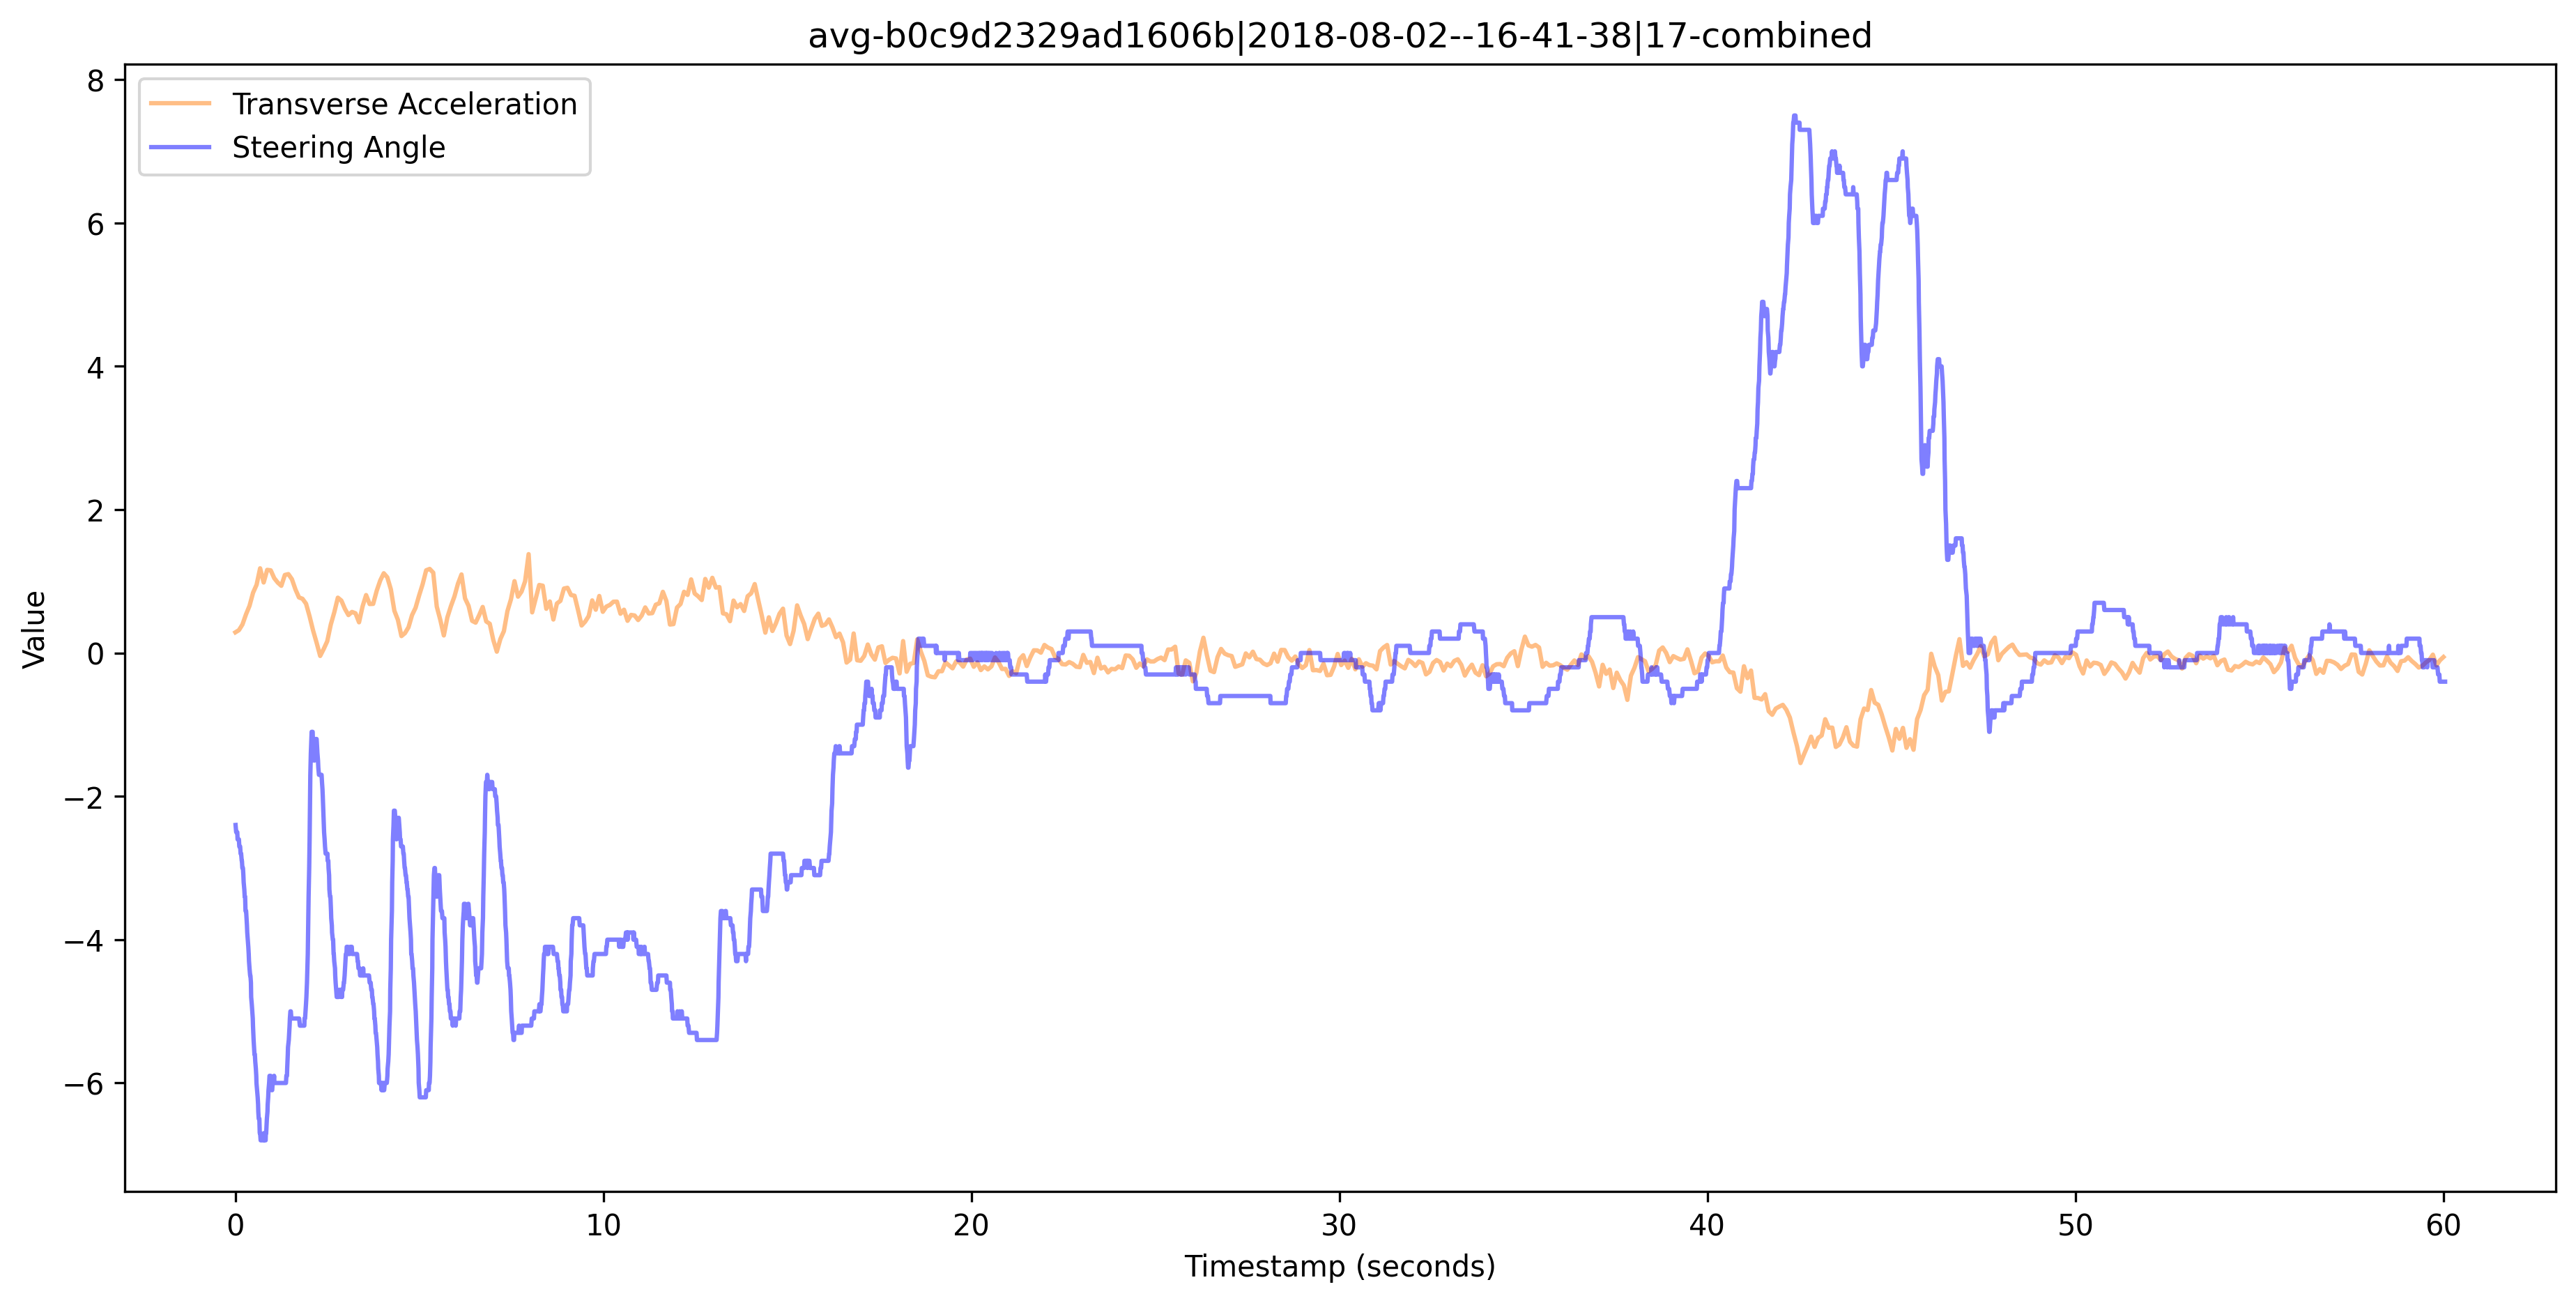 avg-b0c9d2329ad1606b|2018-08-02--16-41-38|17-combined
Transverse Acceleration
Steering Angle
8
6
4
2
0
−2
−4
−6
Value
0 10 20 30 40 50 60
Timestamp (seconds)